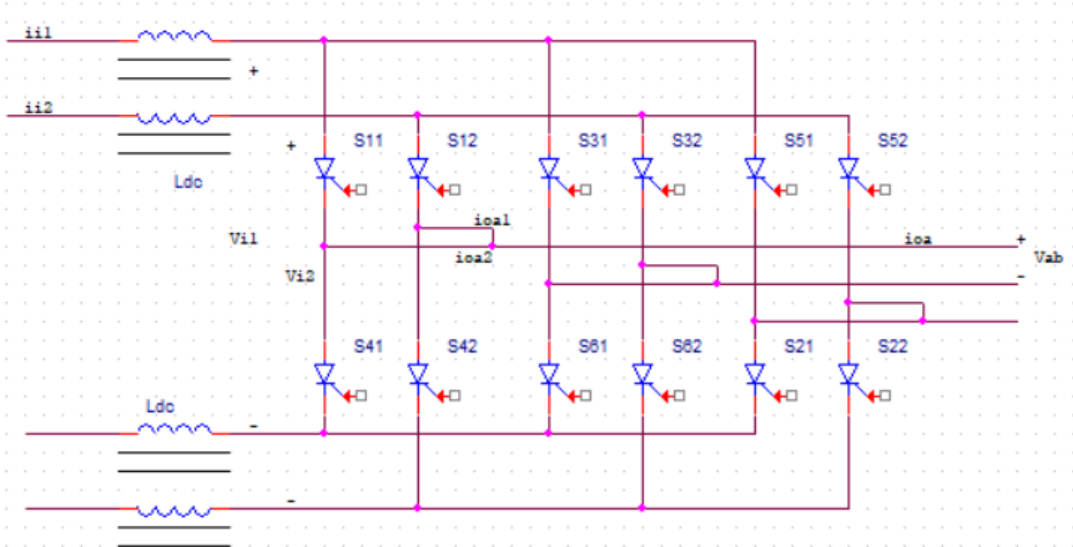 ii1
+
ii2
+ S11 S12 S31 S32 S51 S52
Ldc
ioa1
Vi1 ioa2 ioa +
Vab
Vi2 -
S41 S42 S61 S62 S21 S22
Ldc
-
-